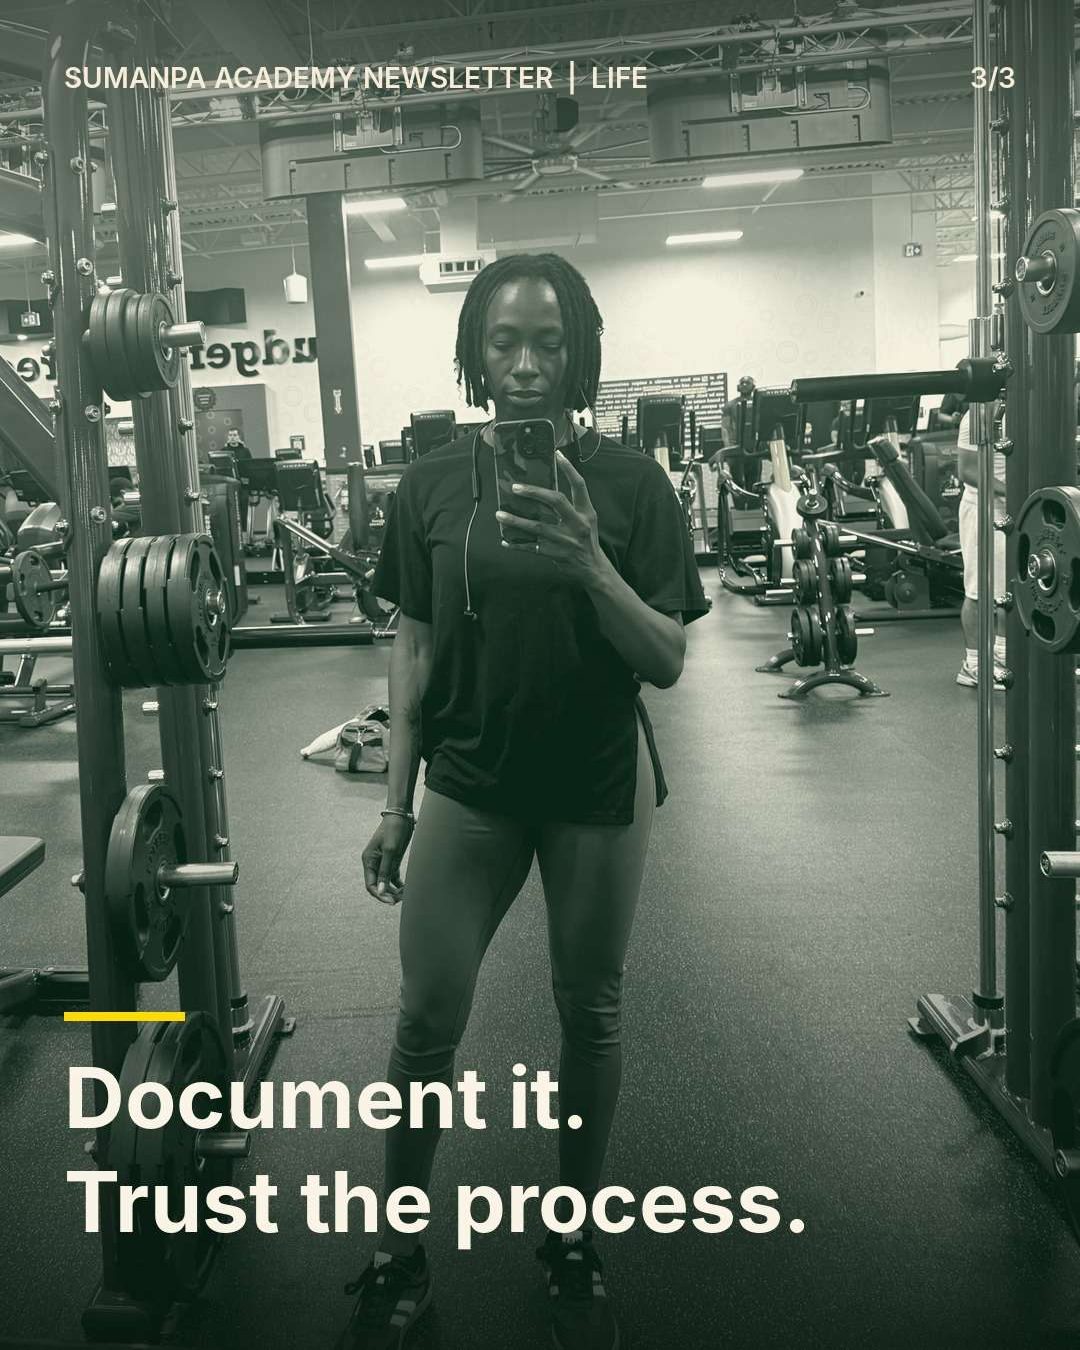 SUMANPA ACADEMY NEWSLETTER | LIFE
3/3
Document it.
Trust the process.